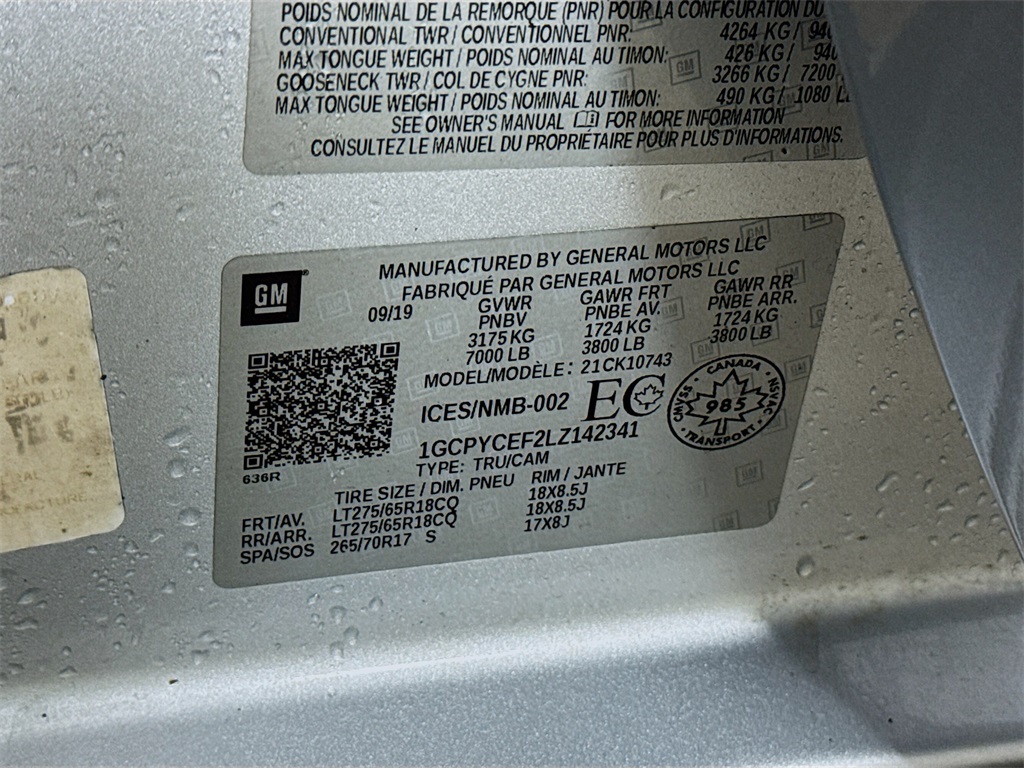 POIDS NOMINAL DE LA REMORQUE (PNR) POUR LA CONFIGURATION DU
CONVENTIONAL TWR / CONVENTIONNEL PNR: 4264 KG / 940
MAX TONGUE WEIGHT / POIDS NOMINAL AU TIMON: 426 KG / 940
GOOSENECK TWR / COL DE CYGNE PNR: 3266 KG / 7200
MAX TONGUE WEIGHT / POIDS NOMINAL AU TIMON: 490 KG / 1080 L
SEE OWNER'S MANUAL FOR MORE INFORMATION
CONSULTEZ LE MANUEL DU PROPRIÉTAIRE POUR PLUS D'INFORMATIONS.
GM
MANUFACTURED BY GENERAL MOTORS LLC
FABRIQUÉ PAR GENERAL MOTORS LLC
09/19 GVWR GAWR FRT GAWR RR
PNBV PNBE AV. PNBE ARR.
3175 KG 1724 KG 1724 KG
7000 LB 3800 LB 3800 LB
MODEL/MODÈLE: 21CK10743
ICES/NMB-002 EC
CANADA
CMVSS 985 NSVAC
TRANSPORT
1GCPYCEF2LZ142341
TYPE: TRU/CAM
636R
TIRE SIZE / DIM. PNEU RIM / JANTE
FRT/AV. LT275/65R18CQ 18X8.5J
RR/ARR. LT275/65R18CQ 18X8.5J
SPA/SOS 265/70R17 S 17X8J